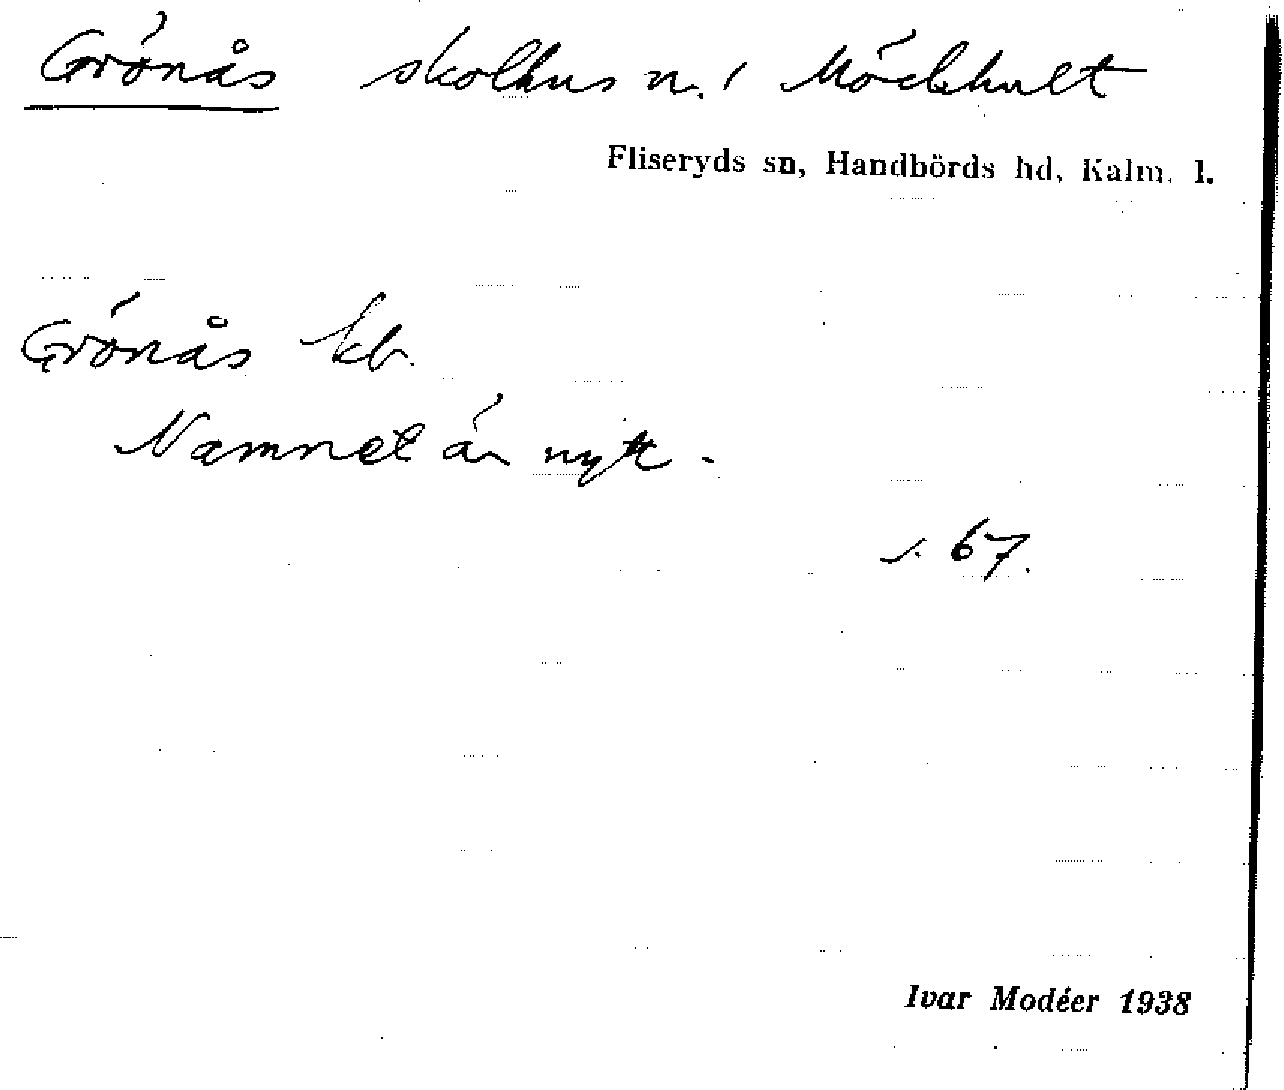 Grönås skolhus n. i Möckhult
Fliseryds sn, Handbörds hd, Kalm. l.
Grönås kb.
Namnet är nytt.
s. 67.
Ivar Modéer 1938